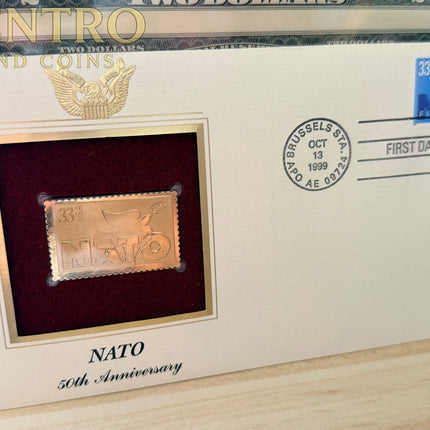 TWO DOLLARS
ENTRO
TWO DOLLARS
ND COINS
33
BRUSSELS STA.
OCT
13
1999
APO AE 09724
FIRST DA
33
NATO
NATO
50th Anniversary